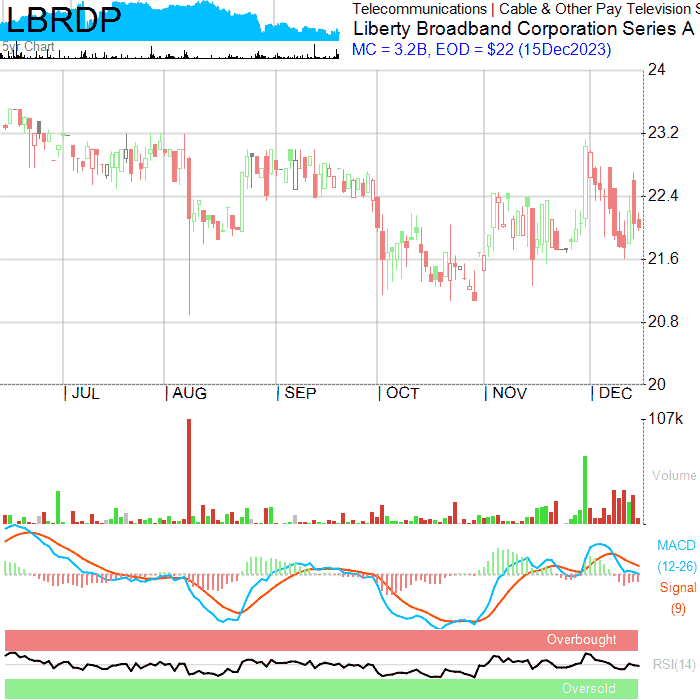 LBRDP
5yr Chart
Telecommunications | Cable & Other Pay Television S
Liberty Broadband Corporation Series A
MC = 3.2B, EOD = $22 (15Dec2023)
24
23.2
22.4
21.6
20.8
20
JUL
AUG
SEP
OCT
NOV
DEC
107k
Volume
MACD
(12-26)
Signal
(9)
Overbought
RSI(14)
Oversold